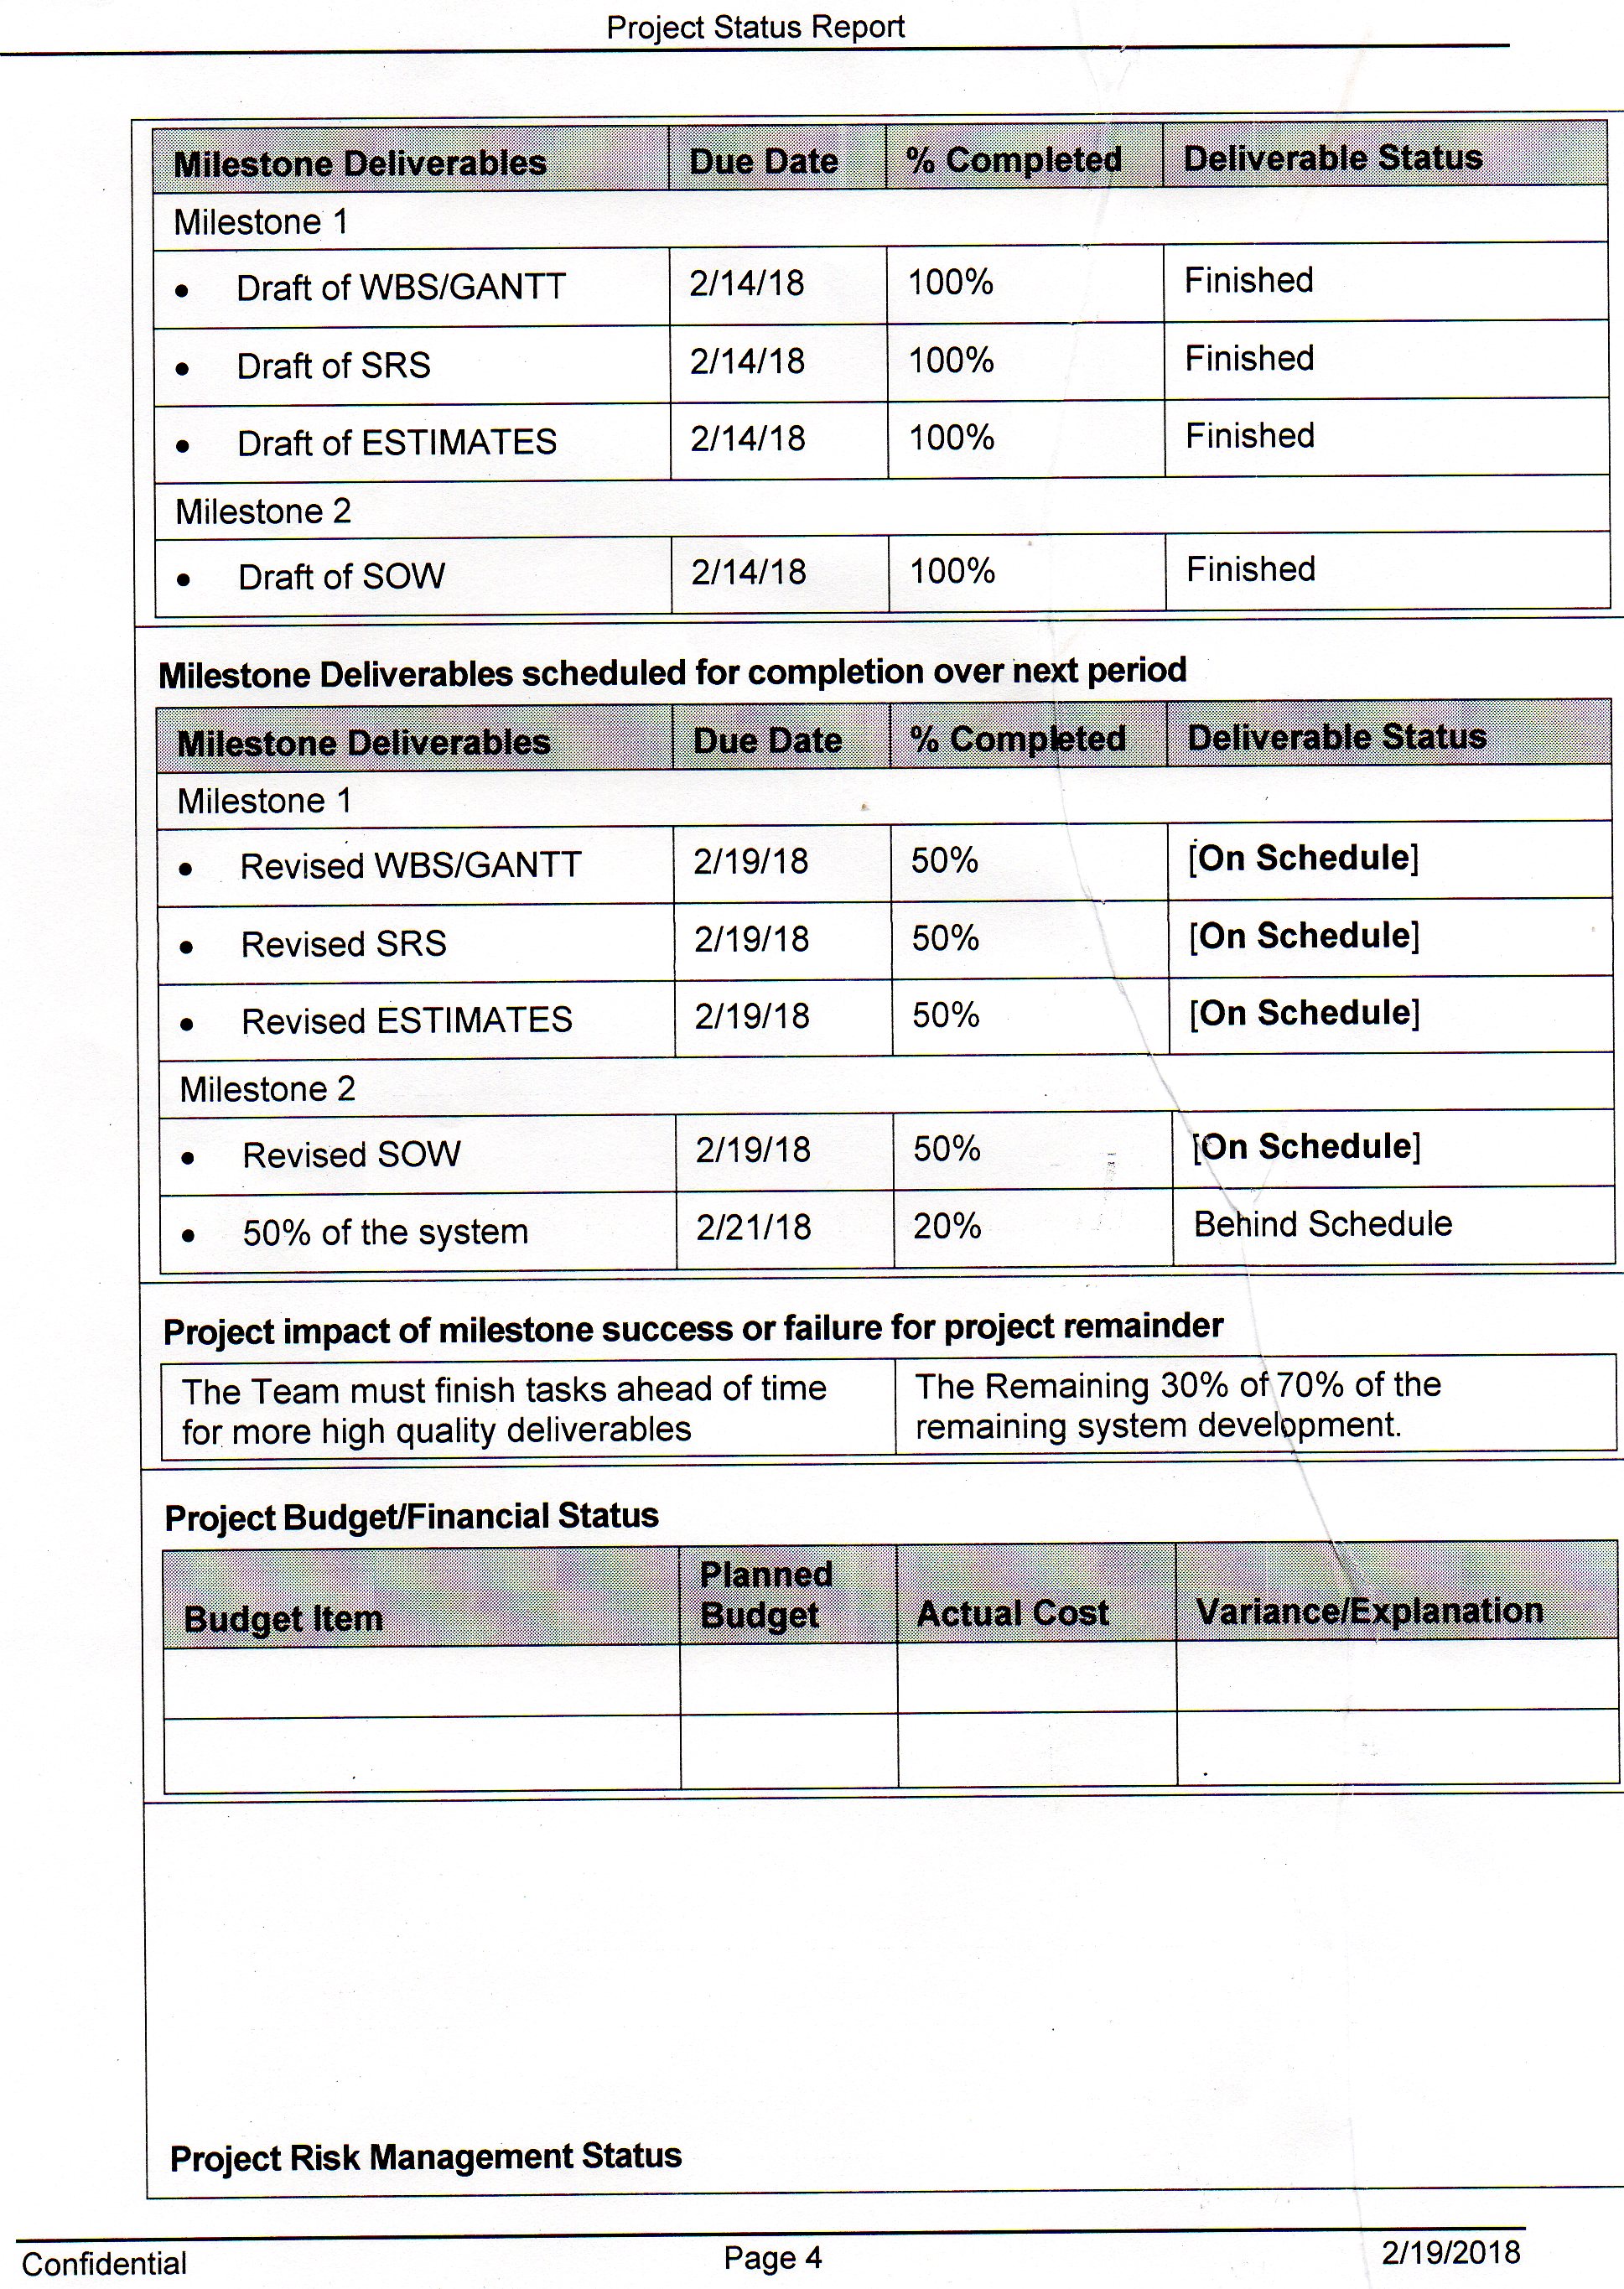 Project Status Report
Milestone Deliverables Due Date % Completed Deliverable Status
Milestone 1
• Draft of WBS/GANTT 2/14/18 100% Finished
• Draft of SRS 2/14/18 100% Finished
• Draft of ESTIMATES 2/14/18 100% Finished
Milestone 2
• Draft of SOW 2/14/18 100% Finished
Milestone Deliverables scheduled for completion over next period
Milestone Deliverables Due Date % Completed Deliverable Status
Milestone 1
• Revised WBS/GANTT 2/19/18 50% [On Schedule]
• Revised SRS 2/19/18 50% [On Schedule]
• Revised ESTIMATES 2/19/18 50% [On Schedule]
Milestone 2
• Revised SOW 2/19/18 50% [On Schedule]
• 50% of the system 2/21/18 20% Behind Schedule
Project impact of milestone success or failure for project remainder
The Team must finish tasks ahead of time
for more high quality deliverables
The Remaining 30% of 70% of the
remaining system development.
Project Budget/Financial Status
Budget Item Planned Budget Actual Cost Variance/Explanation
Project Risk Management Status
Confidential Page 4 2/19/2018